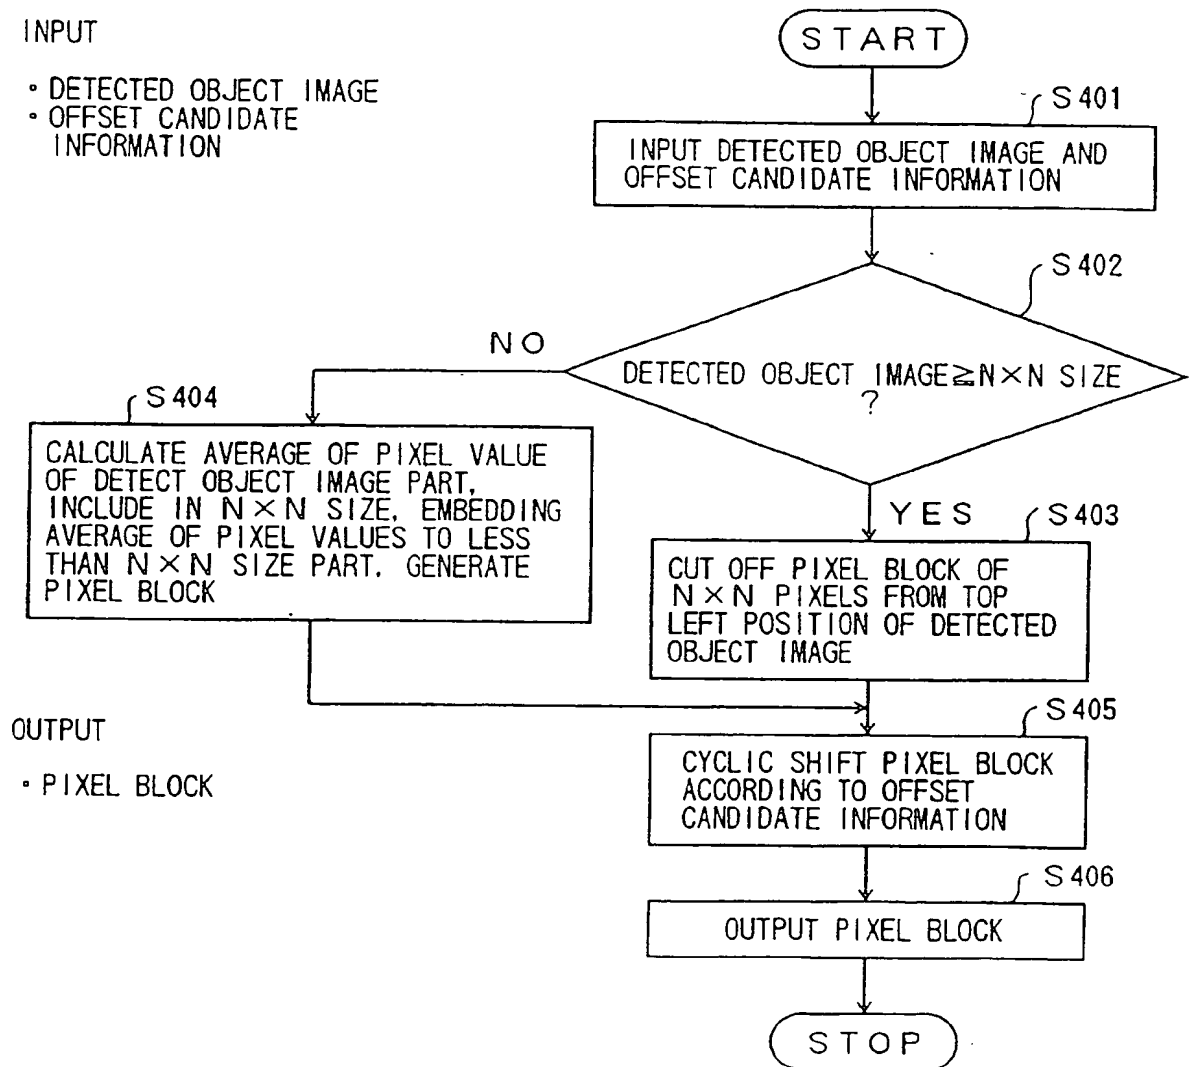 INPUT
• DETECTED OBJECT IMAGE
• OFFSET CANDIDATE
INFORMATION
START
S401
INPUT DETECTED OBJECT IMAGE AND
OFFSET CANDIDATE INFORMATION
S402
DETECTED OBJECT IMAGE≧N×N SIZE
?
NO
YES
S404
CALCULATE AVERAGE OF PIXEL VALUE
OF DETECT OBJECT IMAGE PART,
INCLUDE IN N×N SIZE, EMBEDDING
AVERAGE OF PIXEL VALUES TO LESS
THAN N×N SIZE PART. GENERATE
PIXEL BLOCK
S403
CUT OFF PIXEL BLOCK OF
N×N PIXELS FROM TOP
LEFT POSITION OF DETECTED
OBJECT IMAGE
OUTPUT
• PIXEL BLOCK
S405
CYCLIC SHIFT PIXEL BLOCK
ACCORDING TO OFFSET
CANDIDATE INFORMATION
S406
OUTPUT PIXEL BLOCK
STOP